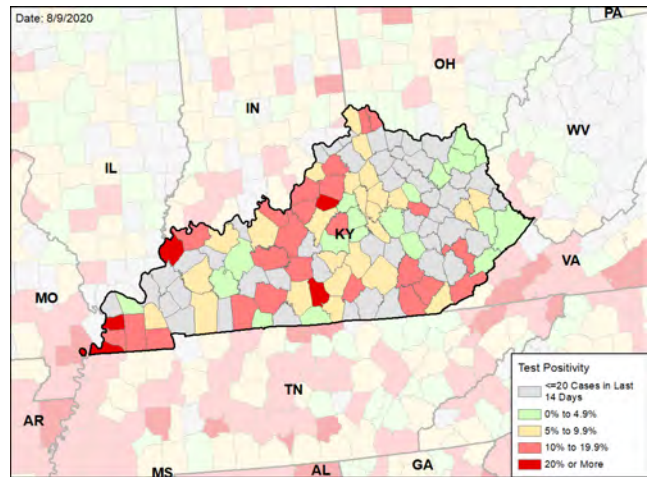 Date: 8/9/2020
PA
OH
IN
WV
IL
KY
VA
MO
TN
AR
MS
AL
GA
Test Positivity
<=20 Cases in Last
14 Days
0% to 4.9%
5% to 9.9%
10% to 19.9%
20% or More